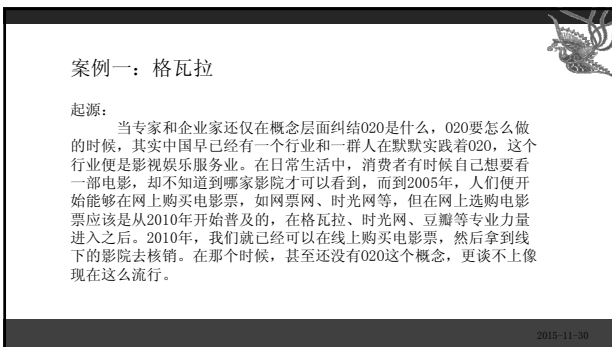 案例一：格瓦拉
起源：
当专家和企业家还仅在概念层面纠结O2O是什么，O2O要怎么做
的时候，其实中国早已经有一个行业和一群人在默默实践着O2O，这个
行业便是影视娱乐服务业。在日常生活中，消费者有时候自己想要看
一部电影，却不知道到哪家影院才可以看到，而到2005年，人们便开
始能够在网上购买电影票，如网票网、时光网等，但在网上选购电影
票应该是从2010年开始普及的，在格瓦拉、时光网、豆瓣等专业力量
进入之后。2010年，我们就已经可以在线上购买电影票，然后拿到线
下的影院去核销。在那个时候，甚至还没有O2O这个概念，更谈不上像
现在这么流行。
2015-11-30